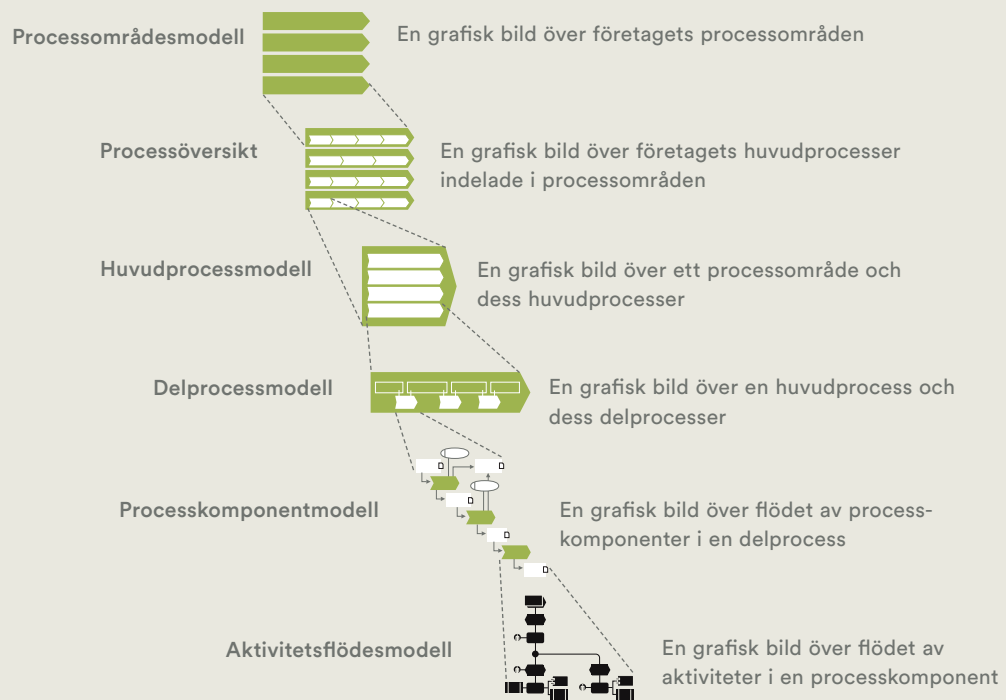 Processområdesmodell
En grafisk bild över företagets processområden
Processöversikt
En grafisk bild över företagets huvudprocesser
indelade i processområden
Huvudprocessmodell
En grafisk bild över ett processområde och
dess huvudprocesser
Delprocessmodell
En grafisk bild över en huvudprocess och
dess delprocesser
Processkomponentmodell
En grafisk bild över flödet av process-
komponenter i en delprocess
Aktivitetsflödesmodell
En grafisk bild över flödet av
aktiviteter i en processkomponent